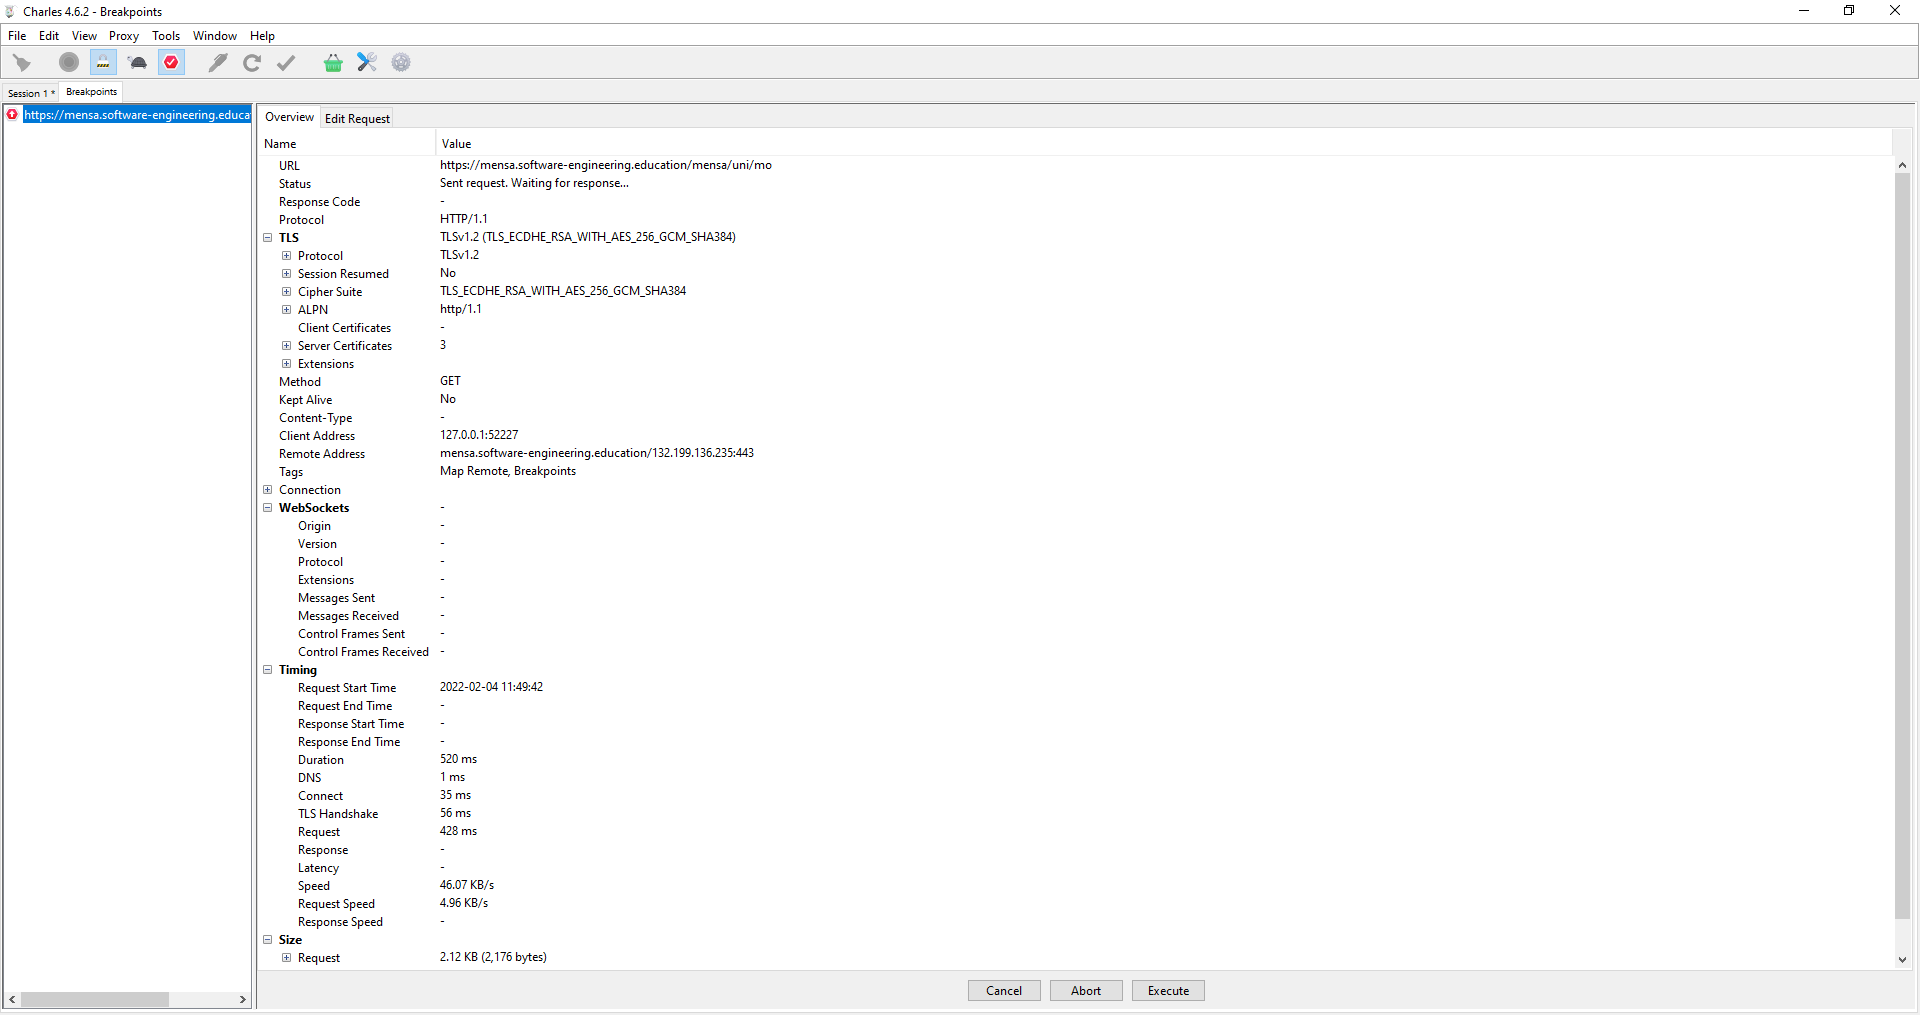 Charles 4.6.2 - Breakpoints
File Edit View Proxy Tools Window Help
Session 1 * Breakpoints
https://mensa.software-engineering.educa
Overview Edit Request
Name Value
URL https://mensa.software-engineering.education/mensa/uni/mo
Status Sent request. Waiting for response...
Response Code -
Protocol HTTP/1.1
TLS TLSv1.2 (TLS_ECDHE_RSA_WITH_AES_256_GCM_SHA384)
Protocol TLSv1.2
Session Resumed No
Cipher Suite TLS_ECDHE_RSA_WITH_AES_256_GCM_SHA384
ALPN http/1.1
Client Certificates -
Server Certificates 3
Extensions
Method GET
Kept Alive No
Content-Type -
Client Address 127.0.0.1:52227
Remote Address mensa.software-engineering.education/132.199.136.235:443
Tags Map Remote, Breakpoints
Connection
WebSockets -
Origin -
Version -
Protocol -
Extensions -
Messages Sent -
Messages Received -
Control Frames Sent -
Control Frames Received -
Timing
Request Start Time 2022-02-04 11:49:42
Request End Time -
Response Start Time -
Response End Time -
Duration 520 ms
DNS 1 ms
Connect 35 ms
TLS Handshake 56 ms
Request 428 ms
Response -
Latency -
Speed 46.07 KB/s
Request Speed 4.96 KB/s
Response Speed -
Size
Request 2.12 KB (2,176 bytes)
Cancel Abort Execute